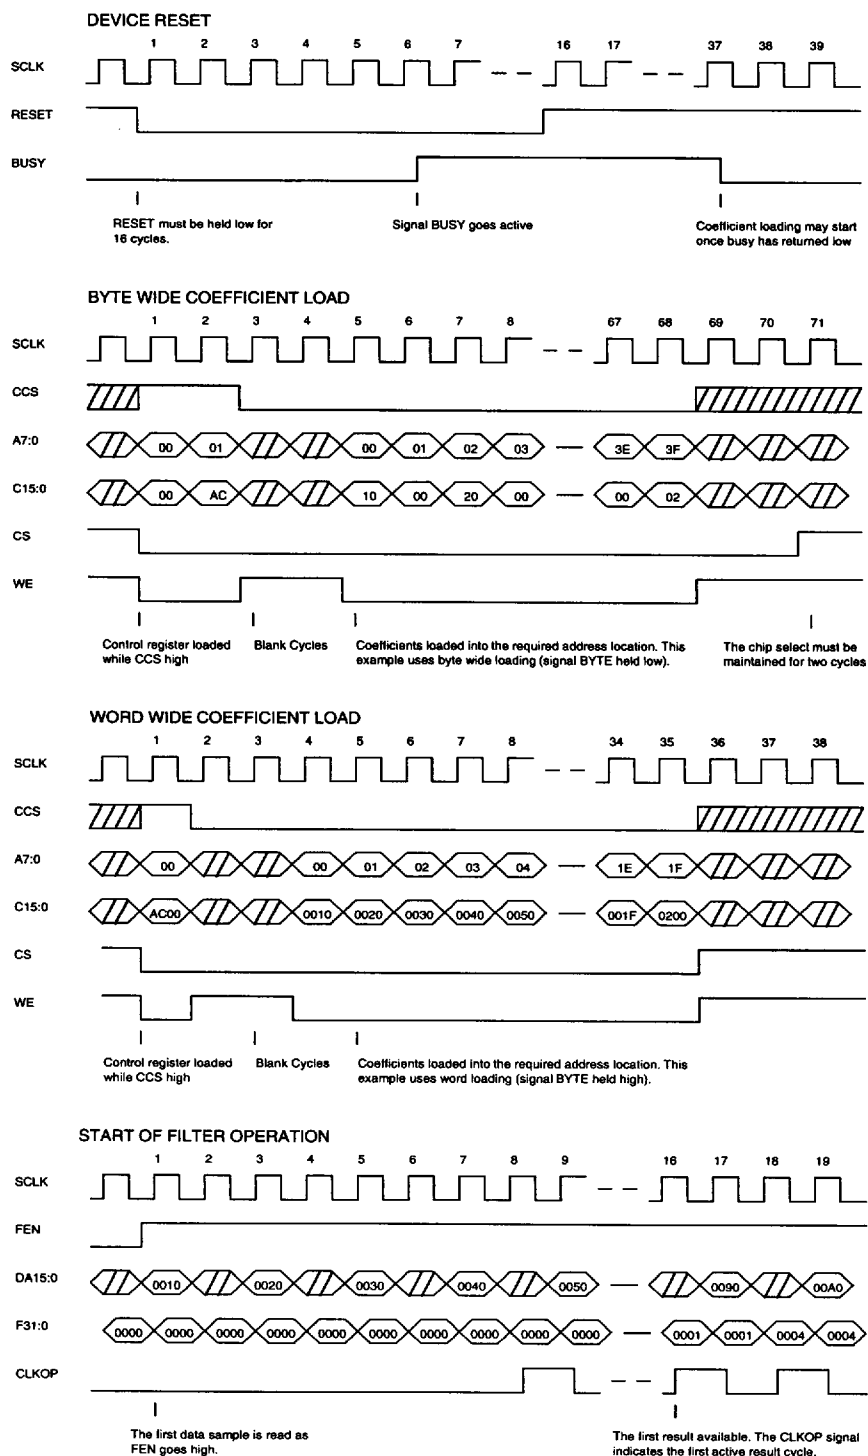 DEVICE RESET
1 2 3 4 5 6 7 16 17 37 38 39
SCLK
RESET
BUSY
RESET must be held low for
16 cycles.
Signal BUSY goes active
Coefficient loading may start
once busy has returned low
BYTE WIDE COEFFICIENT LOAD
1 2 3 4 5 6 7 8 67 68 69 70 71
SCLK
CCS
A7:0 00 01 00 01 02 03 3E 3F
C15:0 00 AC 10 00 20 00 00 02
CS
WE
Control register loaded
while CCS high
Blank Cycles
Coefficients loaded into the required address location. This
example uses byte wide loading (signal BYTE held low).
The chip select must be
maintained for two cycles
WORD WIDE COEFFICIENT LOAD
1 2 3 4 5 6 7 8 34 35 36 37 38
SCLK
CCS
A7:0 00 00 01 02 03 04 1E 1F
C15:0 AC00 0010 0020 0030 0040 0050 001F 0200
CS
WE
Control register loaded
while CCS high
Blank Cycles
Coefficients loaded into the required address location. This
example uses word loading (signal BYTE held high).
START OF FILTER OPERATION
1 2 3 4 5 6 7 8 9 16 17 18 19
SCLK
FEN
DA15:0 0010 0020 0030 0040 0050 0090 00A0
F31:0 0000 0000 0000 0000 0000 0000 0000 0000 0000 0000 0001 0001 0004 0004
CLKOP
The first data sample is read as
FEN goes high.
The first result available. The CLKOP signal
indicates the first active result cycle.